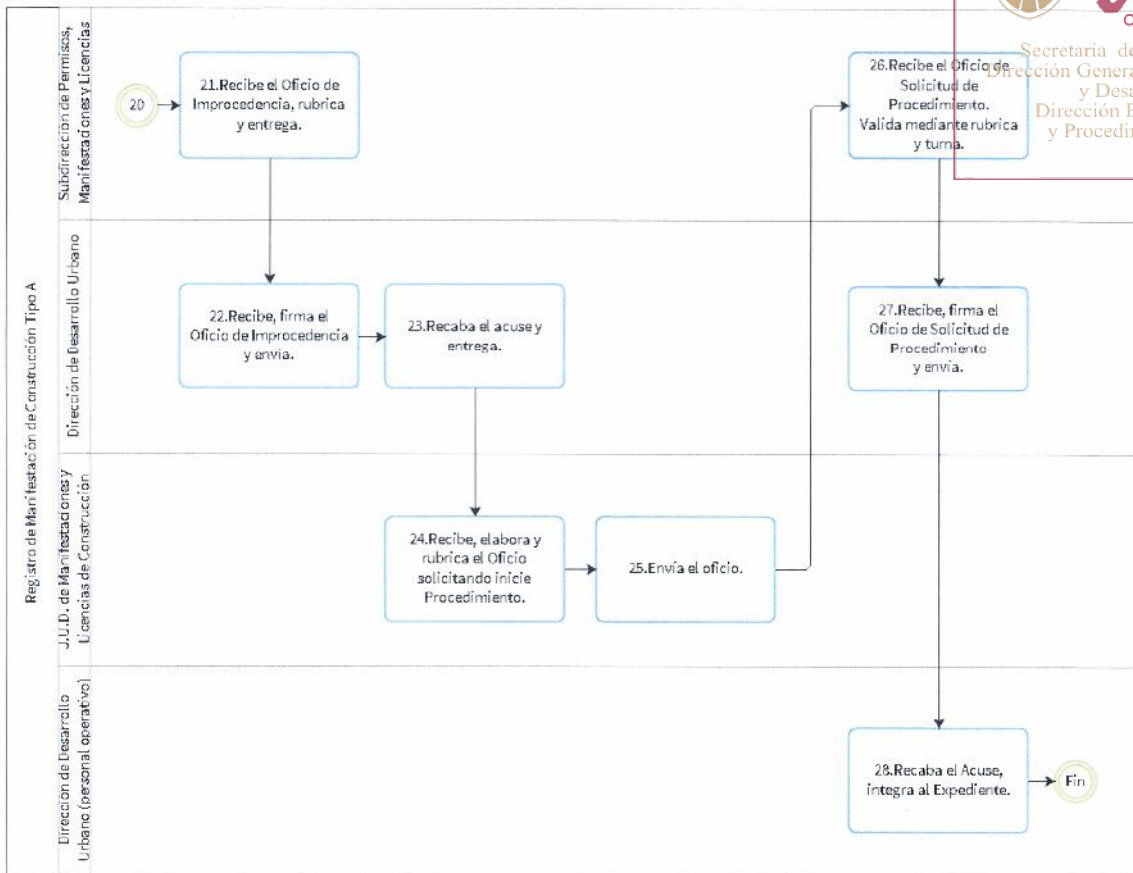 Registro de Manifestación de Construcción Tipo A
Subdirección de Permisos,
Manifestaciones y Licencias
20
21.Recibe el Oficio de
Improcedencia, rubrica
y entrega.
26.Recibe el Oficio de
Solicitud de
Procedimiento.
Valida mediante rubrica
y turna.
Secretaría de
Dirección Genera
y Desa
Dirección E
y Procedi
Dirección de Desarrollo Urbano
22.Recibe, firma el
Oficio de Improcedencia
y envia.
23.Recaba el acuse y
entrega.
27.Recibe, firma el
Oficio de Solicitud de
Procedimiento
y envía.
J.U.D. de Manifestaciones y
Licencias de Construcción
24.Recibe, elabora y
rubrica el Oficio
solicitando inicie
Procedimiento.
25.Envía el oficio.
Dirección de Desarrollo
Urbano (personal operativo)
28.Recaba el Acuse,
integra al Expediente.
Fin